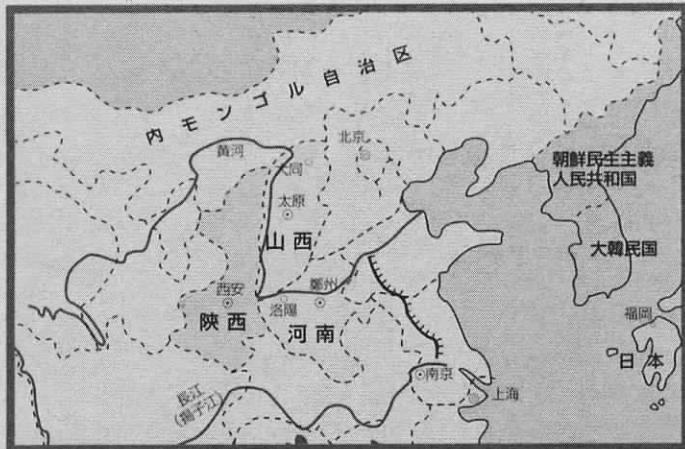 内モンゴル自治区
黄河
大同
北京
太原
山西
朝鮮民主主義
人民共和国
大韓民国
西安
洛陽
鄭州
陝西
河南
福岡
日本
長江
(揚子江)
南京
上海